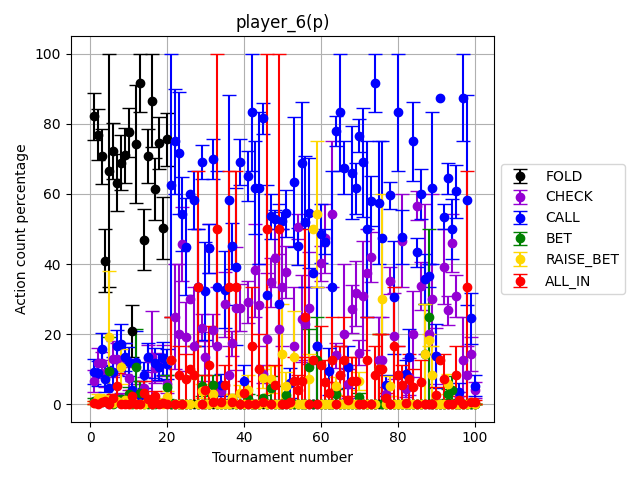 player_6(p)
Action count percentage
100
80
60
40
20
0
0
20
40
60
80
100
Tournament number
FOLD
CHECK
CALL
BET
RAISE_BET
ALL_IN